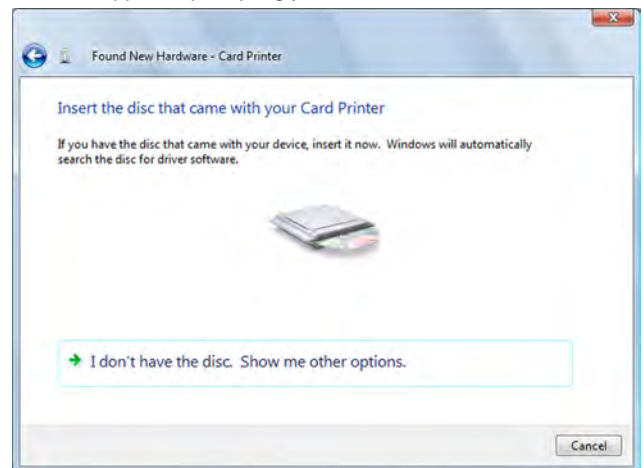 Found New Hardware - Card Printer
Insert the disc that came with your Card Printer
If you have the disc that came with your device, insert it now. Windows will automatically
search the disc for driver software.
I don't have the disc. Show me other options.
Cancel